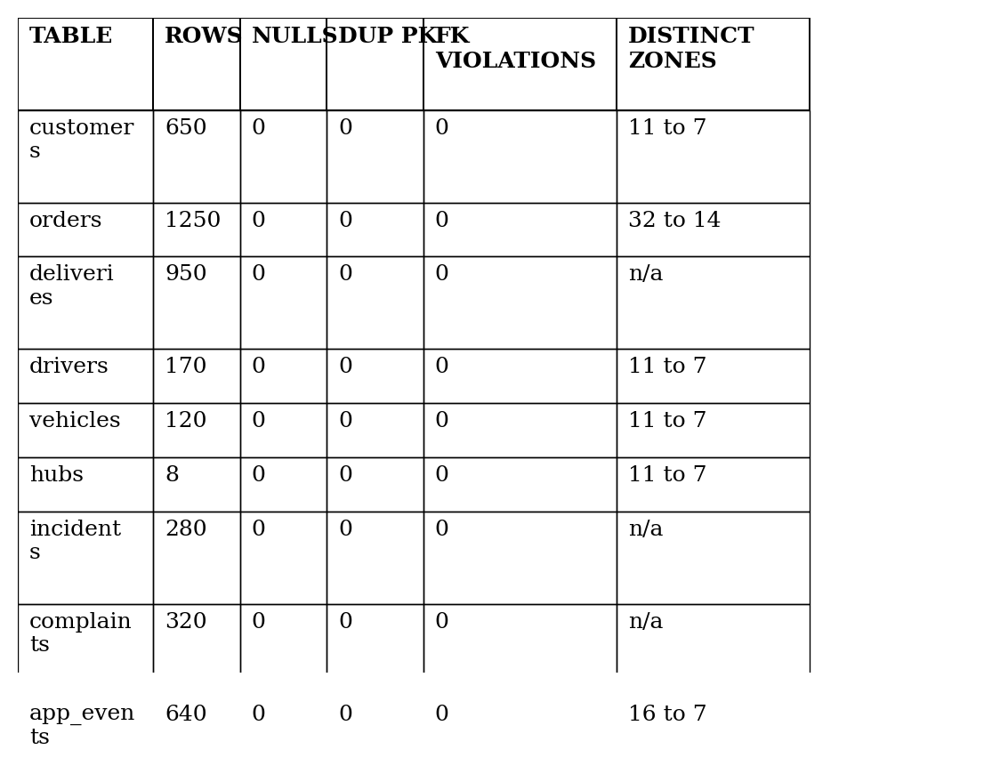 TABLE ROWS NULLS DUP PK FK VIOLATIONS DISTINCT ZONES
customers 650 0 0 0 11 to 7
orders 1250 0 0 0 32 to 14
deliveries 950 0 0 0 n/a
drivers 170 0 0 0 11 to 7
vehicles 120 0 0 0 11 to 7
hubs 8 0 0 0 11 to 7
incidents 280 0 0 0 n/a
complaints 320 0 0 0 n/a
app_events 640 0 0 0 16 to 7